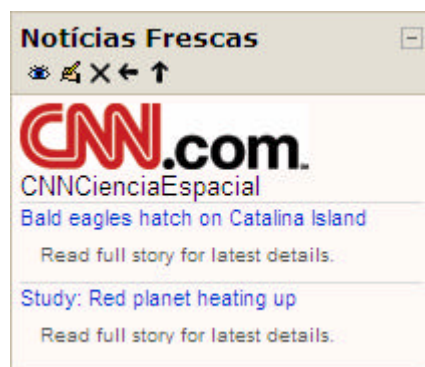 Notícias Frescas
CNN.com
CNNCienciaEspacial
Bald eagles hatch on Catalina Island
Read full story for latest details.
Study: Red planet heating up
Read full story for latest details.